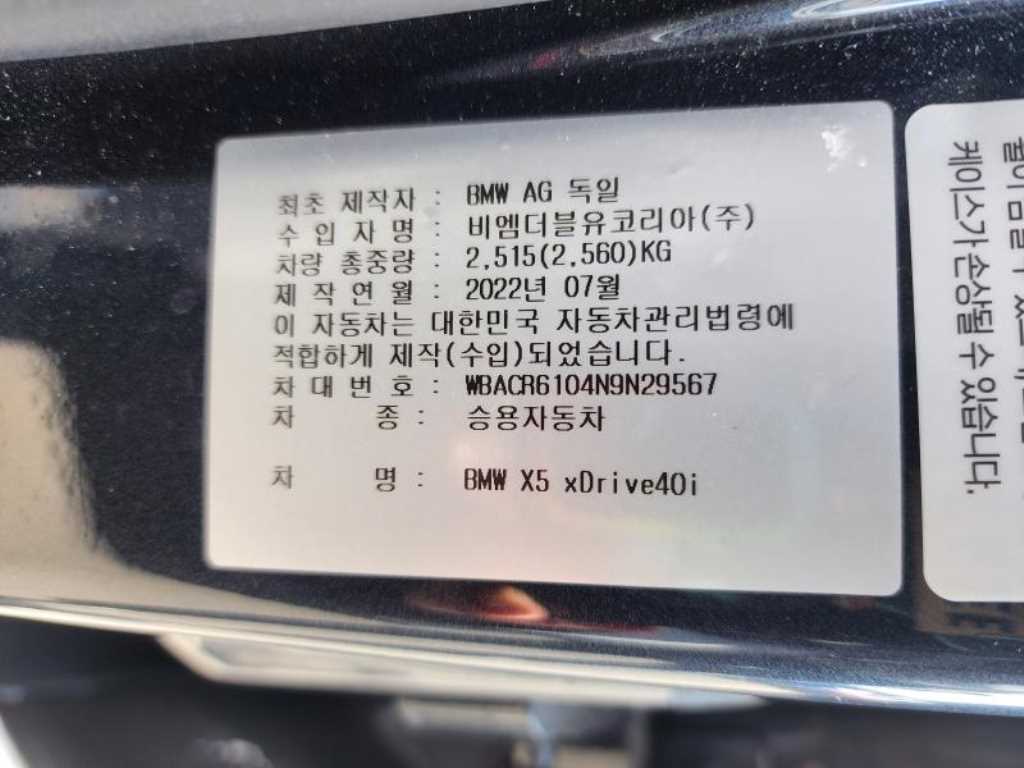 최초 제작자 : BMW AG 독일
수 입 자 명 : 비엠더블유코리아(주)
차량 총중량 : 2,515(2,560)KG
제 작 연 월 : 2022년 07월
이 자동차는 대한민국 자동차관리법령에
적합하게 제작(수입)되었습니다.
차 대 번 호 : WBACR6104N9N29567
차 종 : 승용자동차
차 명 : BMW X5 xDrive40i
케이스가 손상될 수 있습니다.